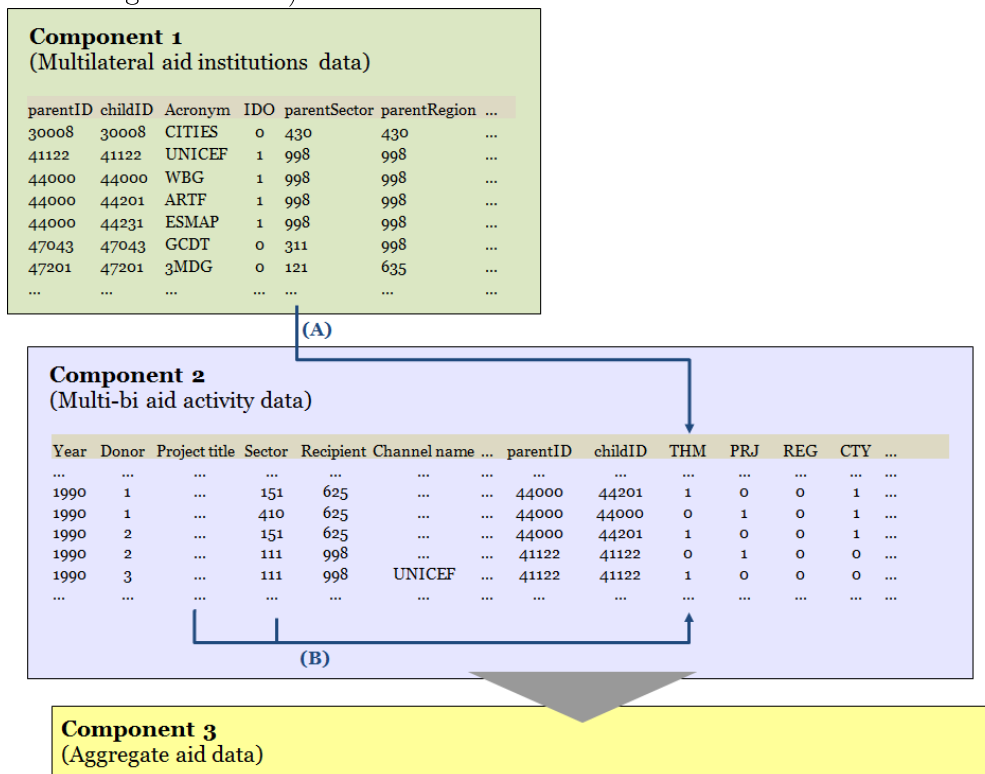 Component 1
(Multilateral aid institutions data)
parentID childID Acronym IDO parentSector parentRegion ...
30008 30008 CITIES 0 430 430 ...
41122 41122 UNICEF 1 998 998 ...
44000 44000 WBG 1 998 998 ...
44000 44201 ARTF 1 998 998 ...
44000 44231 ESMAP 1 998 998 ...
47043 47043 GCDT 0 311 998 ...
47201 47201 3MDG 0 121 635 ...
... ... ... ... ... ... ...
(A)
Component 2
(Multi-bi aid activity data)
Year Donor Project title Sector Recipient Channel name ... parentID childID THM PRJ REG CTY ...
... ... ... ... ... ... ... ... ... ... ... ... ... ...
1990 1 ... 151 625 ... ... 44000 44201 1 0 0 1 ...
1990 1 ... 410 625 ... ... 44000 44000 0 1 0 1 ...
1990 2 ... 151 625 ... ... 44000 44201 1 0 0 1 ...
1990 2 ... 111 998 ... ... 41122 41122 0 1 0 0 ...
1990 3 ... 111 998 UNICEF ... 41122 41122 1 0 0 0 ...
... ... ... ... ... ... ... ... ... ... ... ... ... ...
(B)
Component 3
(Aggregate aid data)